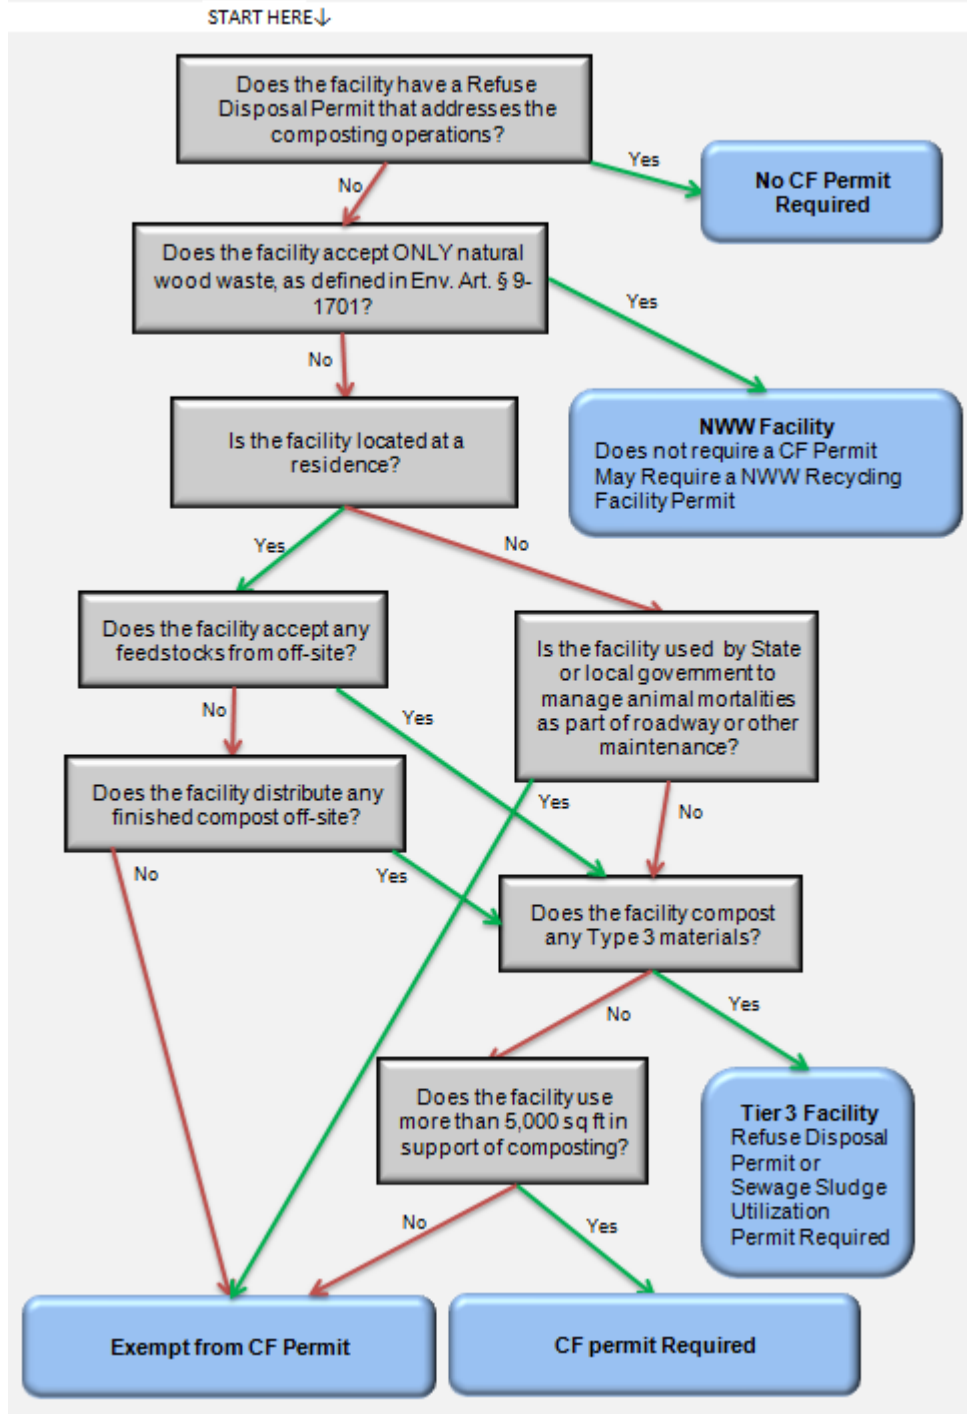 START HERE↓
Does the facility have a Refuse
Disposal Permit that addresses the
composting operations?
Yes
No
No CF Permit
Required
Does the facility accept ONLY natural
wood waste, as defined in Env. Art. § 9-
1701?
Yes
No
NWW Facility
Does not require a CF Permit
May Require a NWW Recycling
Facility Permit
Is the facility located at a
residence?
Yes
No
Does the facility accept any
feedstocks from off-site?
Is the facility used by State
or local government to
manage animal mortalities
as part of roadway or other
maintenance?
No
Yes
Does the facility distribute any
finished compost off-site?
Yes
No
No
Yes
Does the facility compost
any Type 3 materials?
No
Yes
Does the facility use
more than 5,000 sq ft in
support of composting?
Tier 3 Facility
Refuse Disposal
Permit or
Sewage Sludge
Utilization
Permit Required
No
Yes
Exempt from CF Permit
CF permit Required